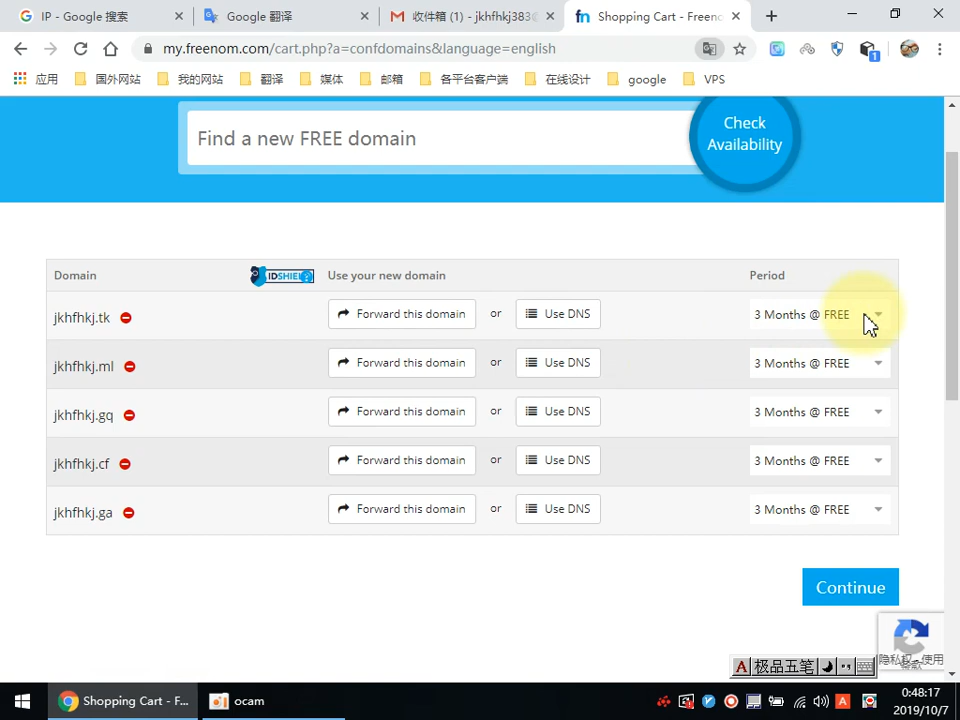 IP - Google 搜索
Google 翻译
收件箱 (1) - jkhfhkj383@
Shopping Cart - Freenom
my.freenom.com/cart.php?a=confdomains&language=english
应用
国外网站
我的网站
翻译
媒体
邮箱
各平台客户端
在线设计
google
VPS
Find a new FREE domain
Check
Availability
Domain
IDSHIELD
Use your new domain
Period
jkhfhkj.tk Forward this domain or Use DNS 3 Months @ FREE
jkhfhkj.ml Forward this domain or Use DNS 3 Months @ FREE
jkhfhkj.gq Forward this domain or Use DNS 3 Months @ FREE
jkhfhkj.cf Forward this domain or Use DNS 3 Months @ FREE
jkhfhkj.ga Forward this domain or Use DNS 3 Months @ FREE
Continue
极品五笔
Shopping Cart - F...
ocam
0:48:17
2019/10/7